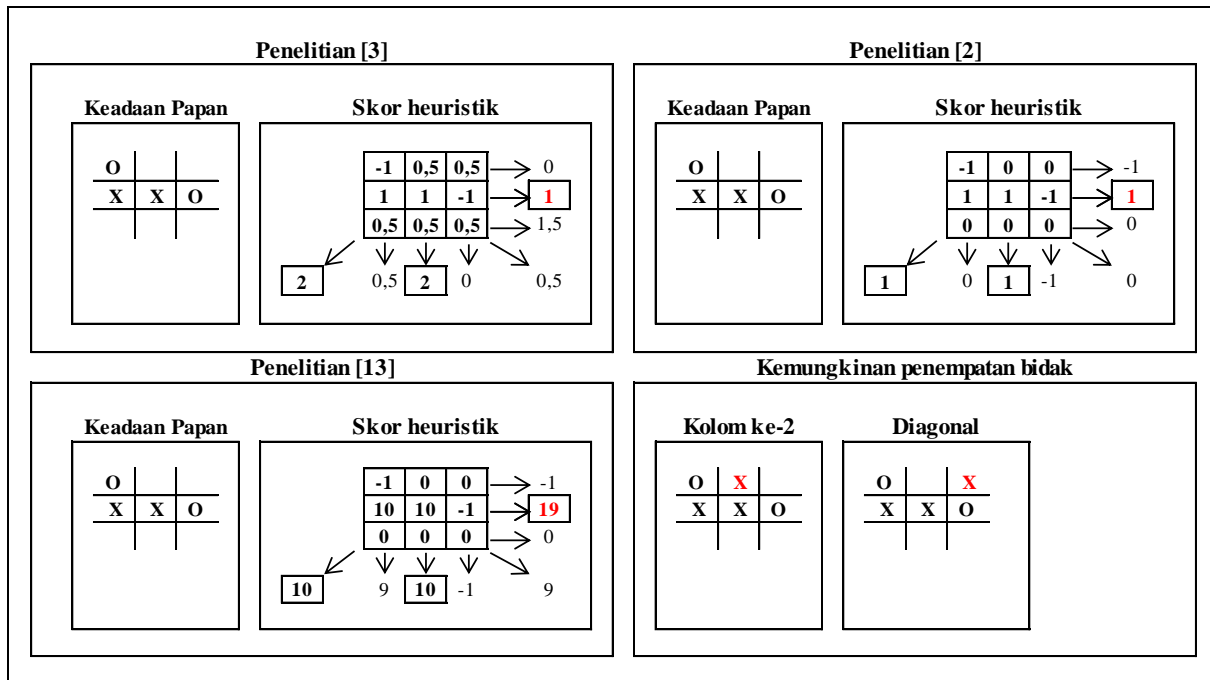 Penelitian [3]
Keadaan Papan
O
X X O
Skor heuristik
-1 0,5 0,5 0
1 1 -1 1
0,5 0,5 0,5 1,5
2 0,5 2 0 0,5
Penelitian [2]
Keadaan Papan
O
X X O
Skor heuristik
-1 0 0 -1
1 1 -1 1
0 0 0 0
1 0 1 -1 0
Penelitian [13]
Keadaan Papan
O
X X O
Skor heuristik
-1 0 0 -1
10 10 -1 19
0 0 0 0
10 9 10 -1 9
Kemungkinan penempatan bidak
Kolom ke-2
O X
X X O
Diagonal
O X
X X O